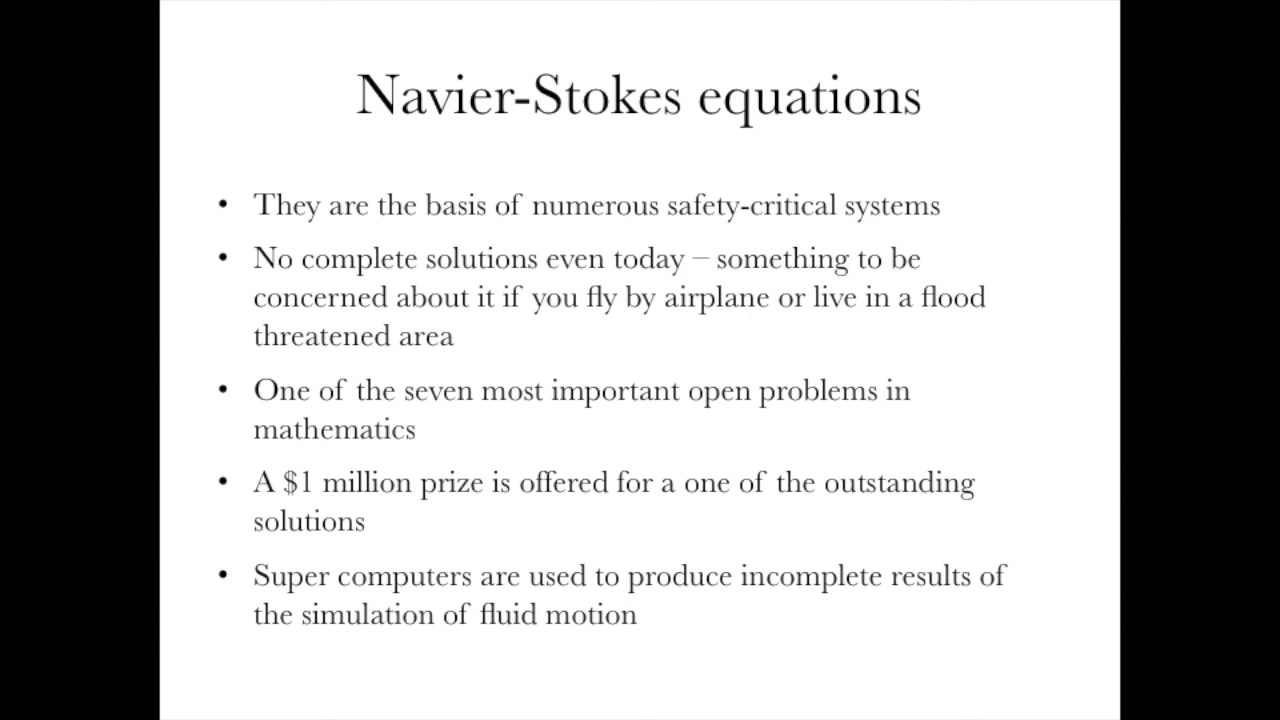 Navier-Stokes equations
• They are the basis of numerous safety-critical systems
• No complete solutions even today – something to be
concerned about it if you fly by airplane or live in a flood
threatened area
• One of the seven most important open problems in
mathematics
• A $1 million prize is offered for a one of the outstanding
solutions
• Super computers are used to produce incomplete results of
the simulation of fluid motion